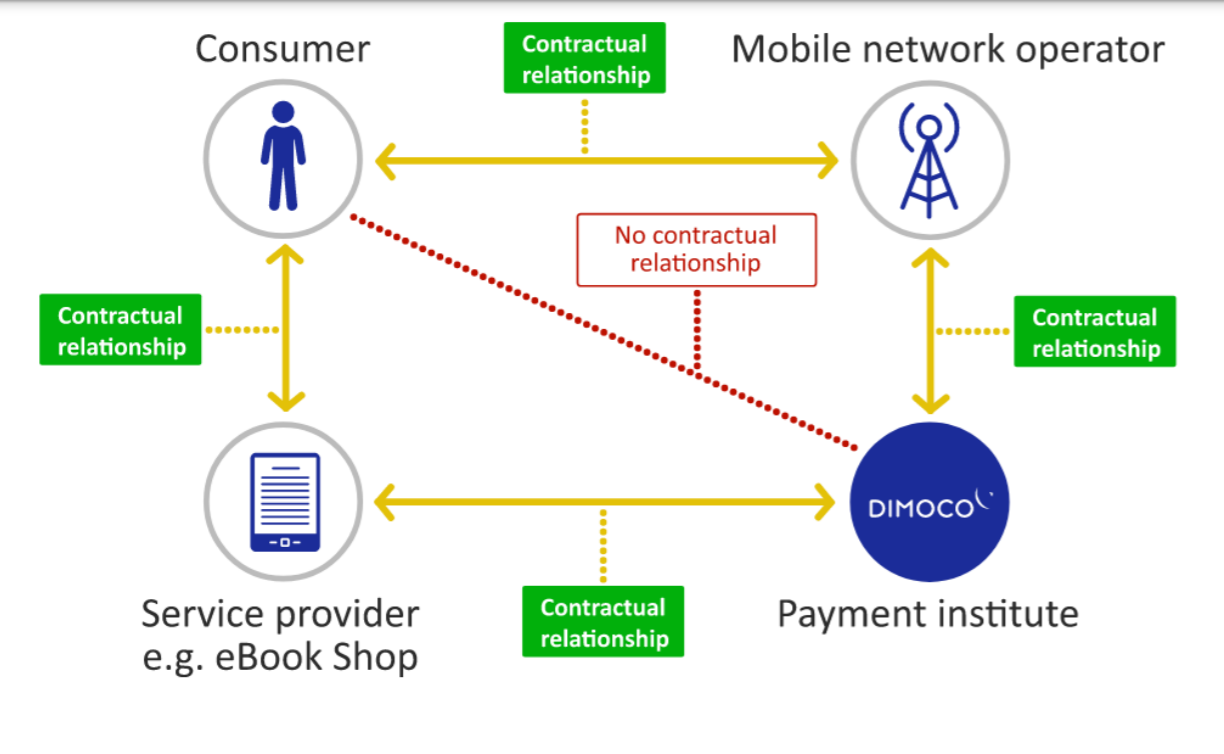 Consumer
Contractual
relationship
Mobile network operator
No contractual
relationship
Contractual
relationship
Contractual
relationship
DIMOCO
Service provider
e.g. eBook Shop
Contractual
relationship
Payment institute